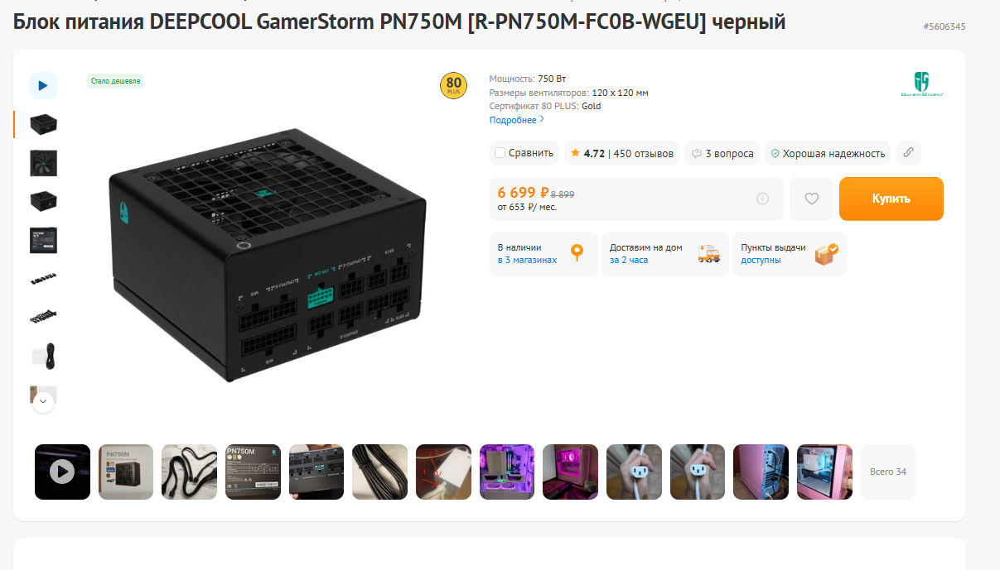 Блок питания DEEPCOOL GamerStorm PN750M [R-PN750M-FC0B-WGEU] черный
#5606345
Стало дешевле
80
PLUS
Мощность: 750 Вт
Размеры вентиляторов: 120 x 120 мм
Сертификат 80 PLUS: Gold
Подробнее
GAMER STORM
Сравнить
4.72 | 450 отзывов
3 вопроса
Хорошая надежность
6 699 ₽ 8 899
от 653 ₽/ мес.
Купить
В наличии
в 3 магазинах
Доставим на дом
за 2 часа
Пункты выдачи
доступны
PN750M
PN750M
Всего 34